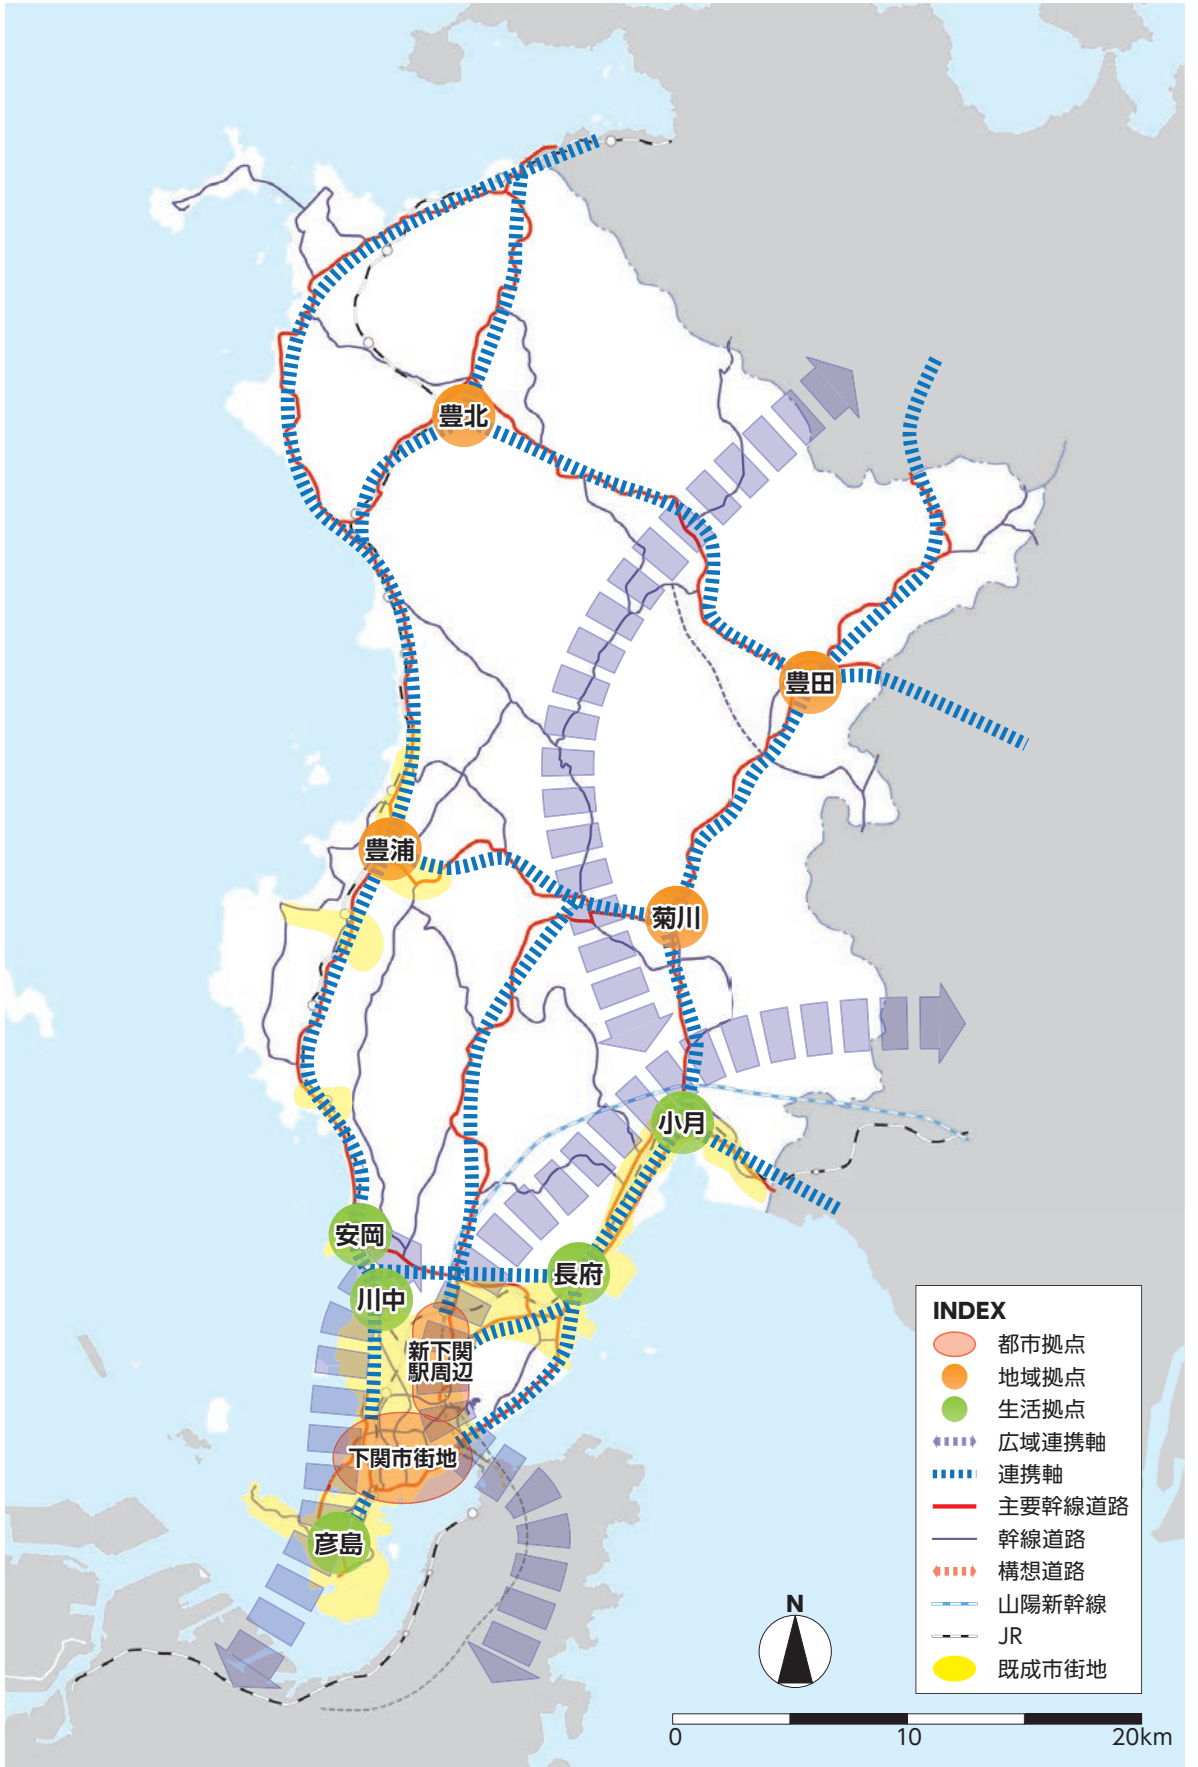 豊北
豊田
豊浦
菊川
小月
安岡
長府
川中
新下関
駅周辺
下関市街地
彦島
INDEX
都市拠点
地域拠点
生活拠点
広域連携軸
連携軸
主要幹線道路
幹線道路
構想道路
山陽新幹線
JR
既成市街地
N
0 10 20km